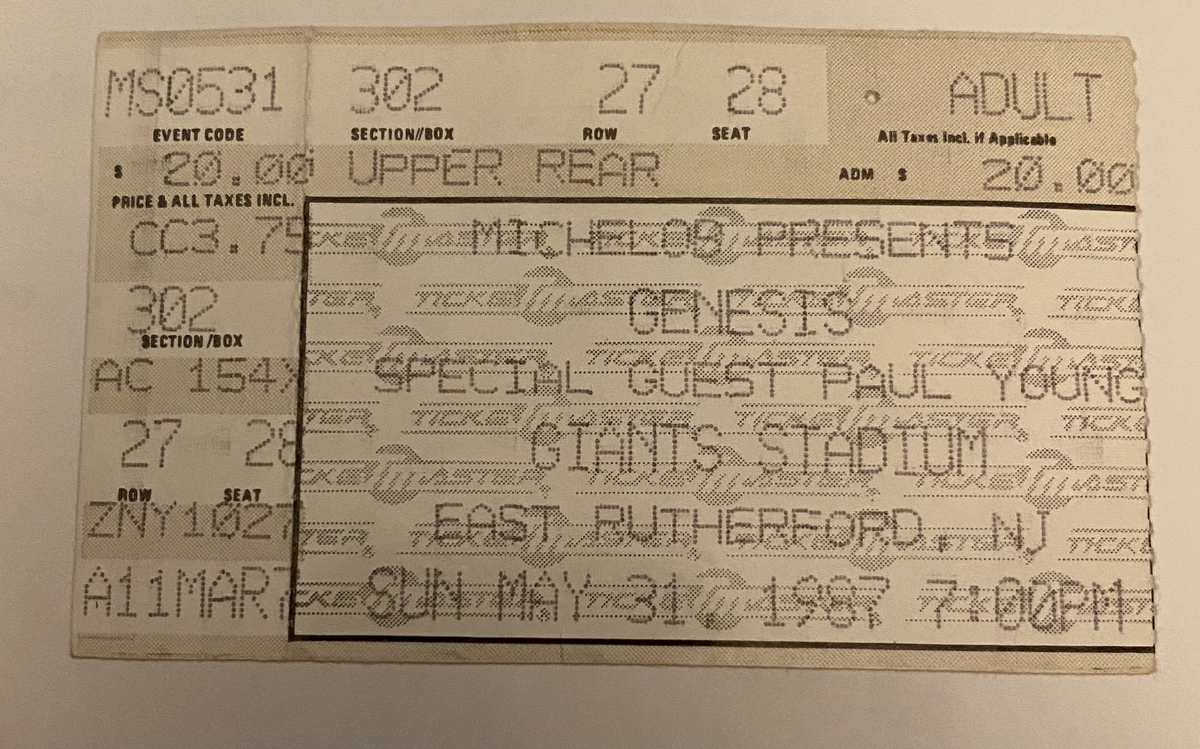 MS0531 302 27 28 ADULT
EVENT CODE SECTION//BOX ROW SEAT All Taxes Incl. If Applicable
$ 20.00 UPPER REAR ADM $ 20.00
PRICE & ALL TAXES INCL.
CC3.75 MICHELOB PRESENTS
302 GENESIS
SECTION/BOX
AC 154X SPECIAL GUEST PAUL YOUNG
27 28 GIANTS STADIUM
ROW SEAT
ZNY1027 EAST RUTHERFORD, NJ
A11MAR7 SUN MAY 31, 1987 7:00PM
TICKETMASTER